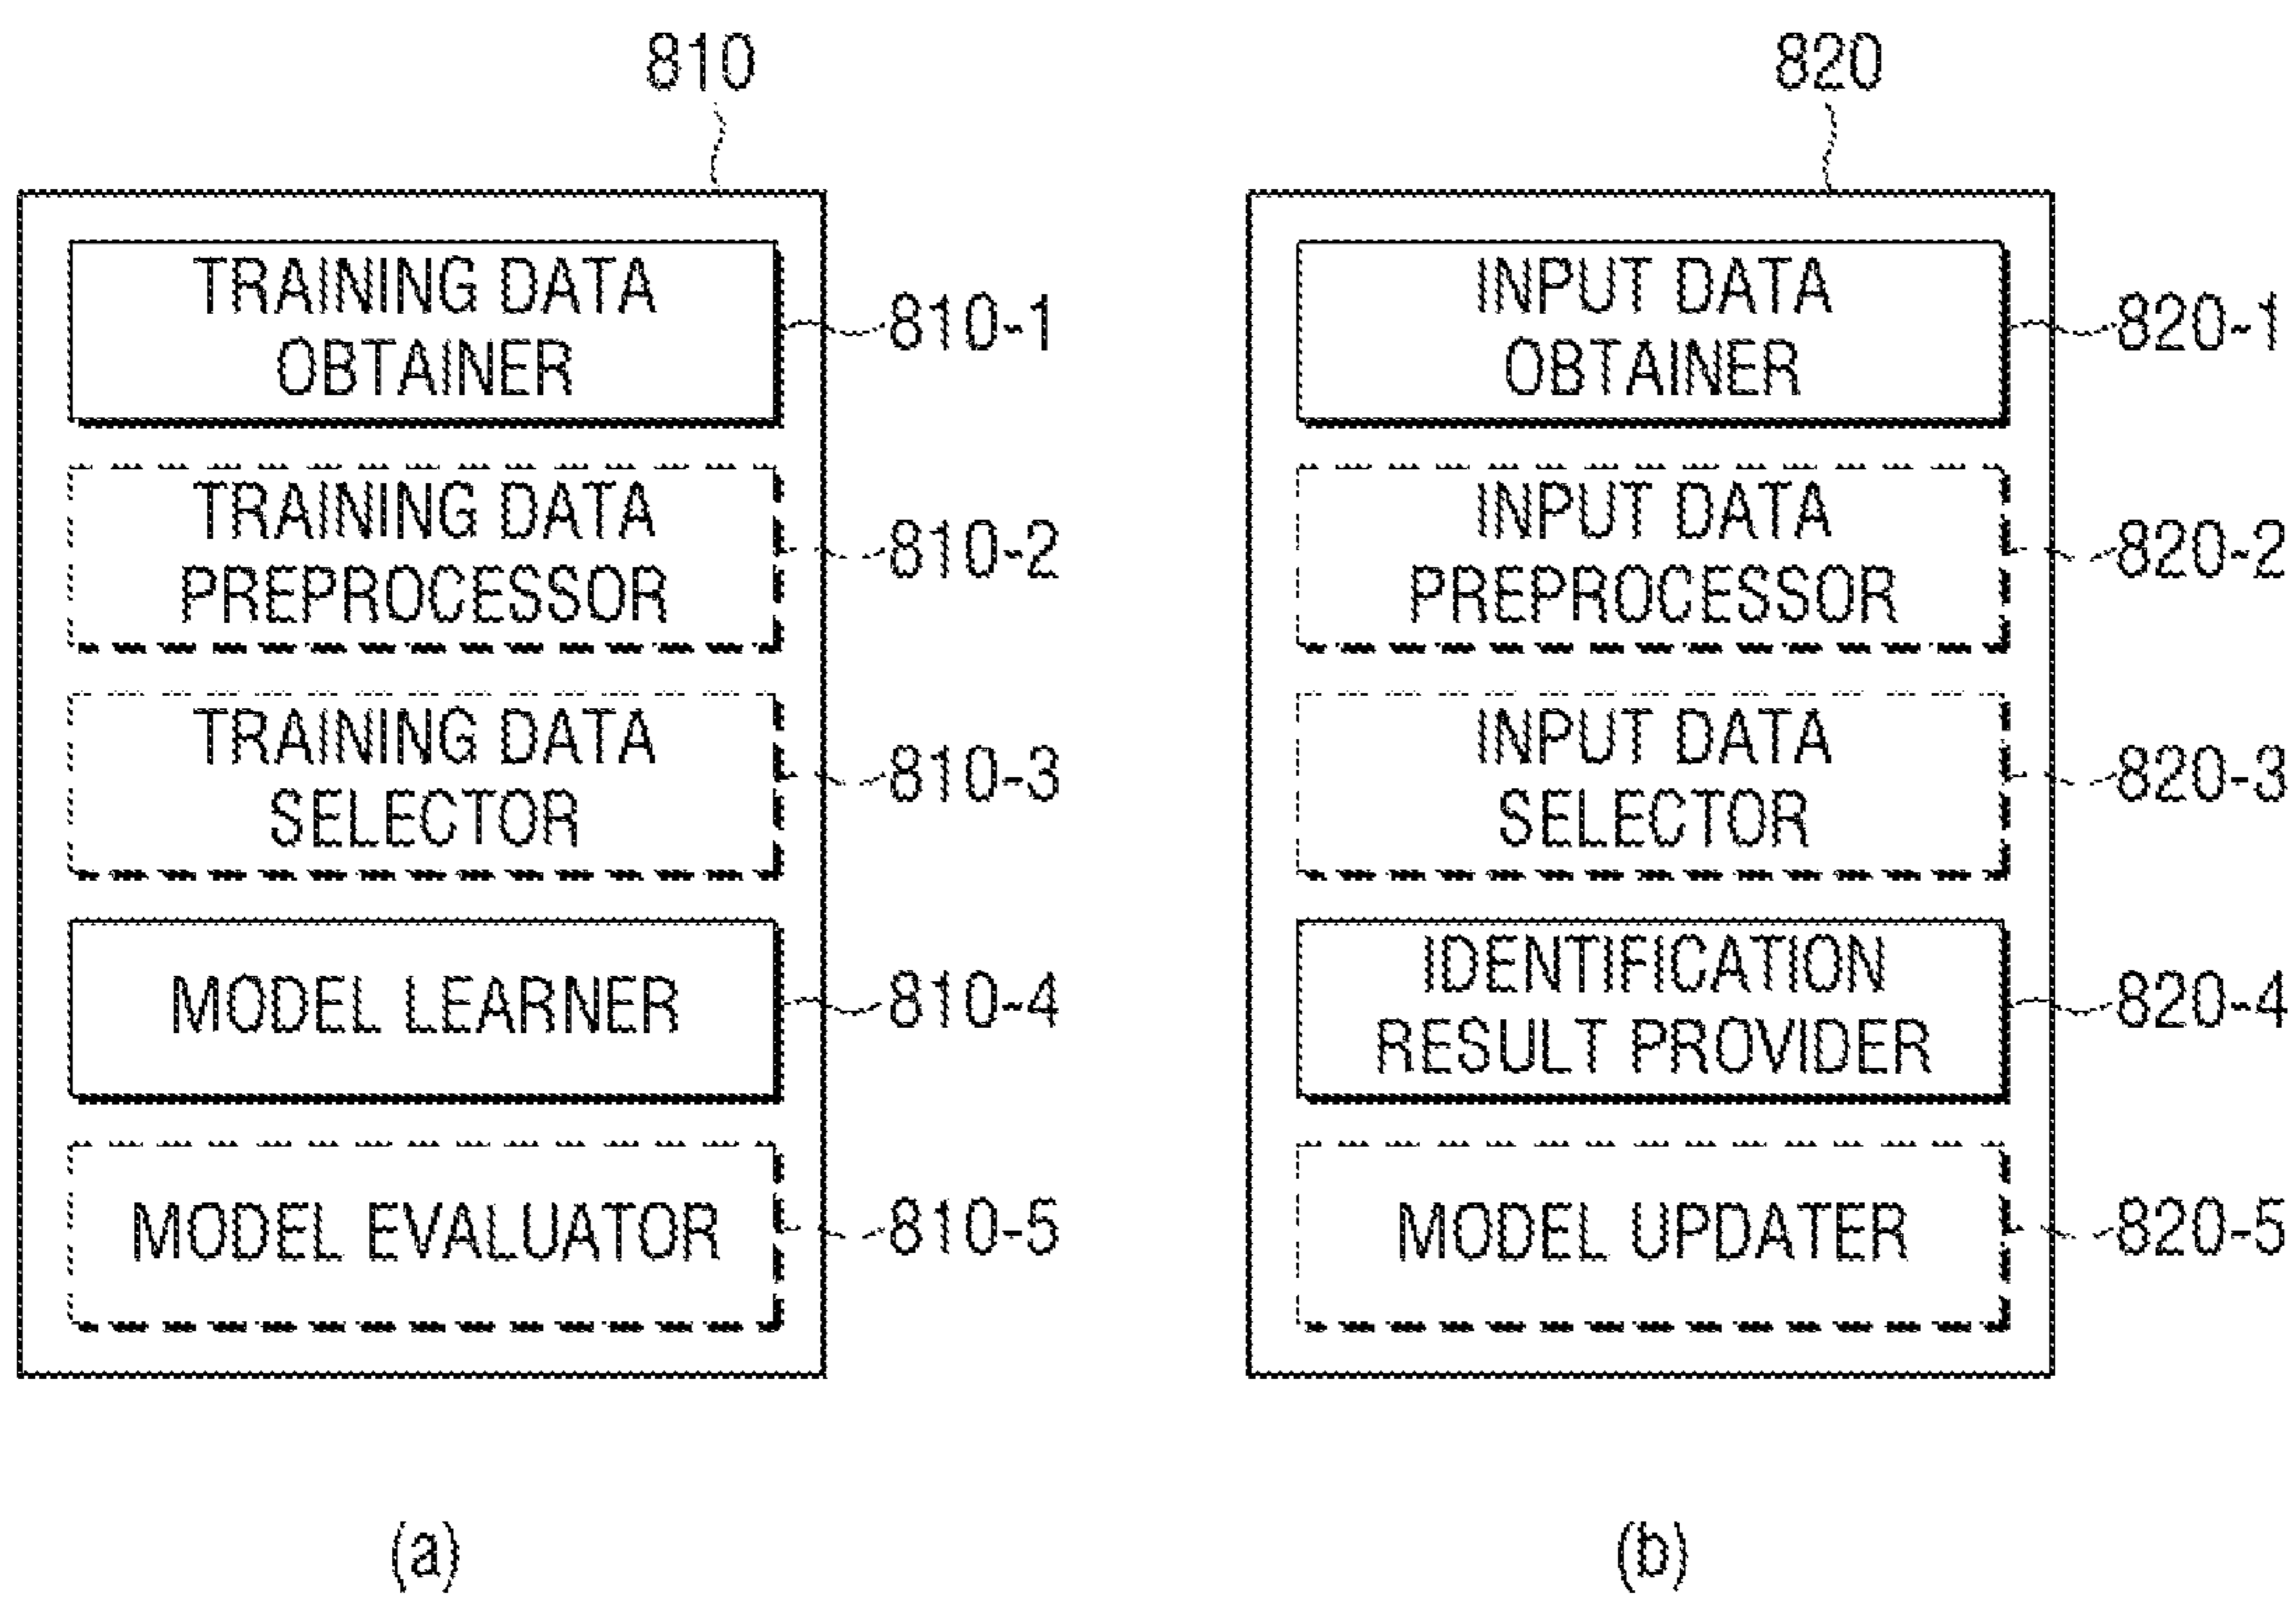 810
TRAINING DATA
OBTAINER
810-1
TRAINING DATA
PREPROCESSOR
810-2
TRAINING DATA
SELECTOR
810-3
MODEL LEARNER
810-4
MODEL EVALUATOR
810-5
(a)
820
INPUT DATA
OBTAINER
820-1
INPUT DATA
PREPROCESSOR
820-2
INPUT DATA
SELECTOR
820-3
IDENTIFICATION
RESULT PROVIDER
820-4
MODEL UPDATER
820-5
(b)